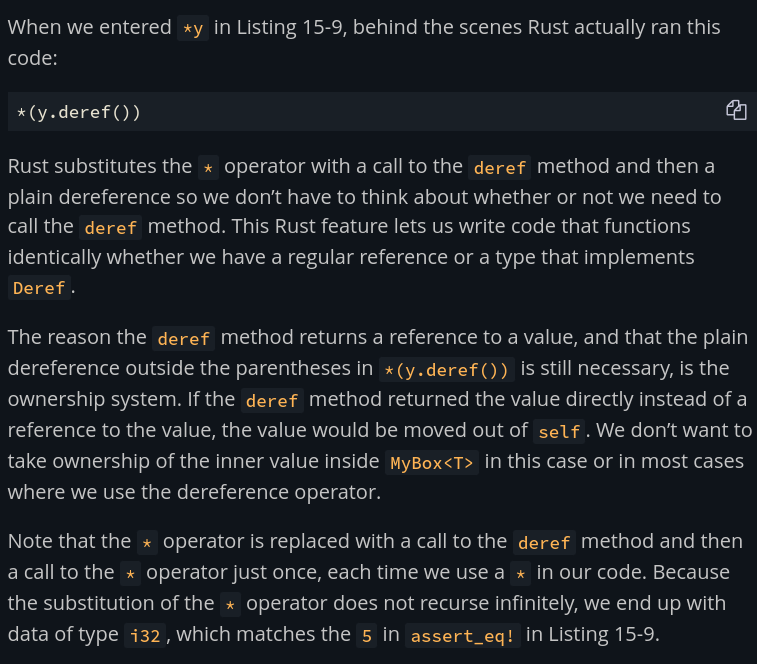 When we entered *y in Listing 15-9, behind the scenes Rust actually ran this
code:
*(y.deref())
Rust substitutes the * operator with a call to the deref method and then a
plain dereference so we don’t have to think about whether or not we need to
call the deref method. This Rust feature lets us write code that functions
identically whether we have a regular reference or a type that implements
Deref.
The reason the deref method returns a reference to a value, and that the plain
dereference outside the parentheses in *(y.deref()) is still necessary, is the
ownership system. If the deref method returned the value directly instead of a
reference to the value, the value would be moved out of self. We don’t want to
take ownership of the inner value inside MyBox<T> in this case or in most cases
where we use the dereference operator.
Note that the * operator is replaced with a call to the deref method and then
a call to the * operator just once, each time we use a * in our code. Because
the substitution of the * operator does not recurse infinitely, we end up with
data of type i32, which matches the 5 in assert_eq! in Listing 15-9.